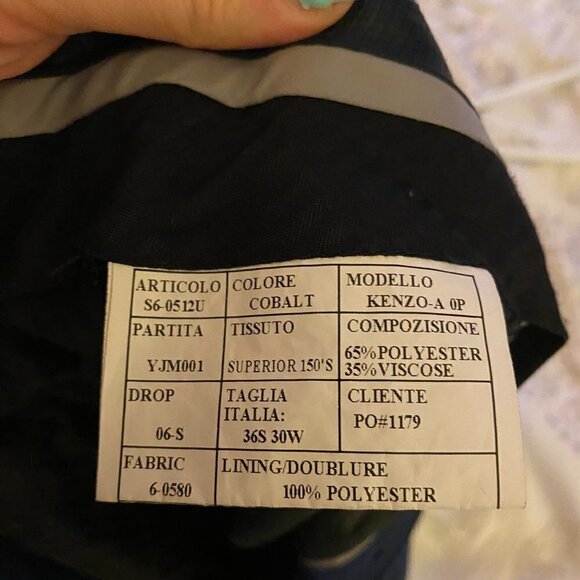 ARTICOLO
S6-0512U
COLORE
COBALT
MODELLO
KENZO-A 0P
PARTITA
YJM001
TISSUTO
SUPERIOR 150'S
COMPOZISIONE
65%POLYESTER
35%VISCOSE
DROP
06-S
TAGLIA
ITALIA:
36S 30W
CLIENTE
PO#1179
FABRIC
6-0580
LINING/DOUBLURE
100% POLYESTER